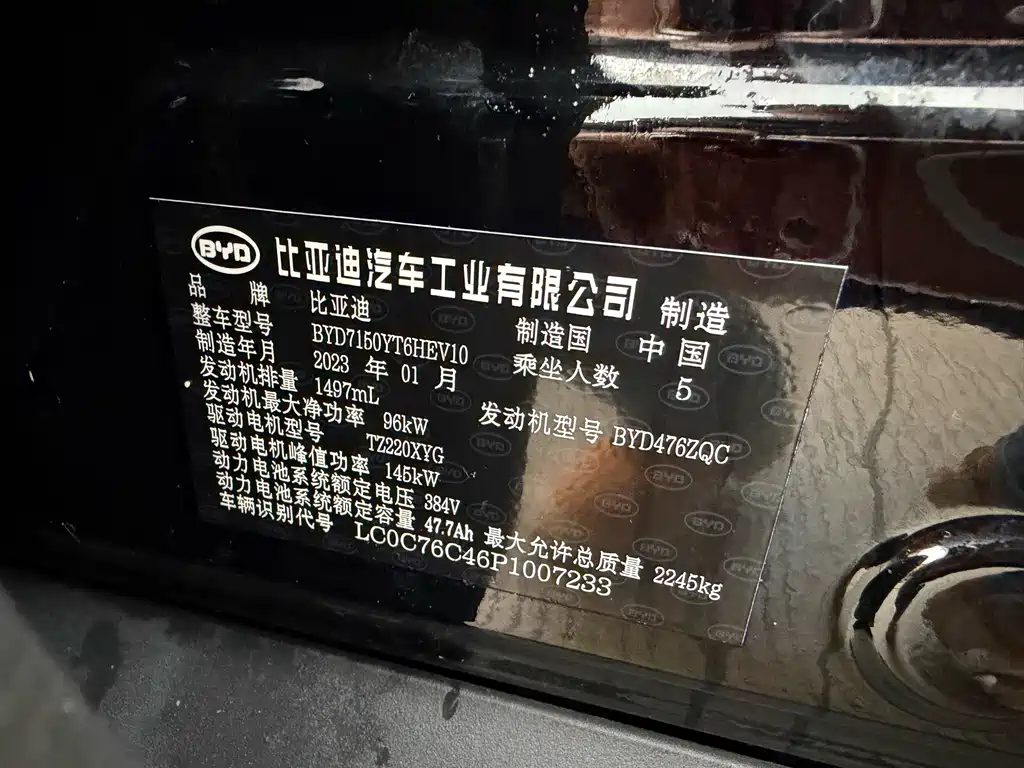 BYD 比亚迪汽车工业有限公司 制造
品 牌 比亚迪 制造国 中国
整车型号 BYD7150YT6HEV10 乘坐人数 5
制造年月 2023 年 01 月
发动机排量 1497mL 发动机型号 BYD476ZQC
发动机最大净功率 96kW
驱动电机型号 TZ220XYG
驱动电机峰值功率 145kW
动力电池系统额定电压 384V
动力电池系统额定容量 47.7Ah 最大允许总质量 2245kg
车辆识别代号 LC0C76C46P1007233